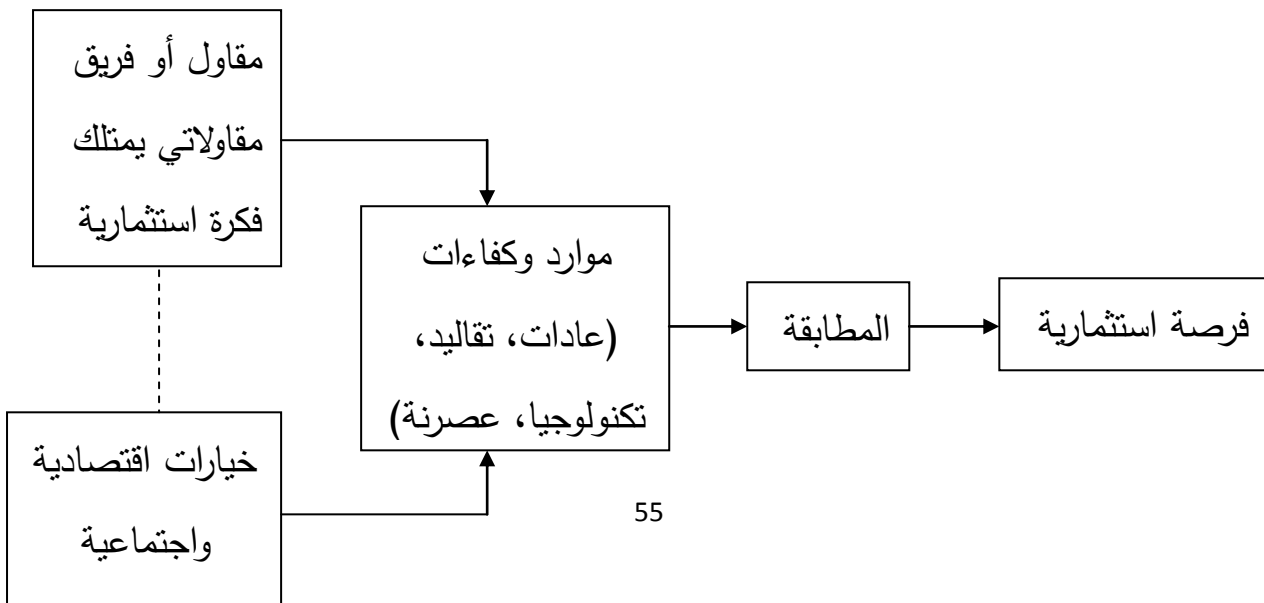 مقاول أو فريق
مقاولاتي يمتلك
فكرة استثمارية
موارد وكفاءات
(عادات، تقاليد،
تكنولوجيا، عصرنة)
المطابقة
فرصة استثمارية
خيارات اقتصادية
واجتماعية
55